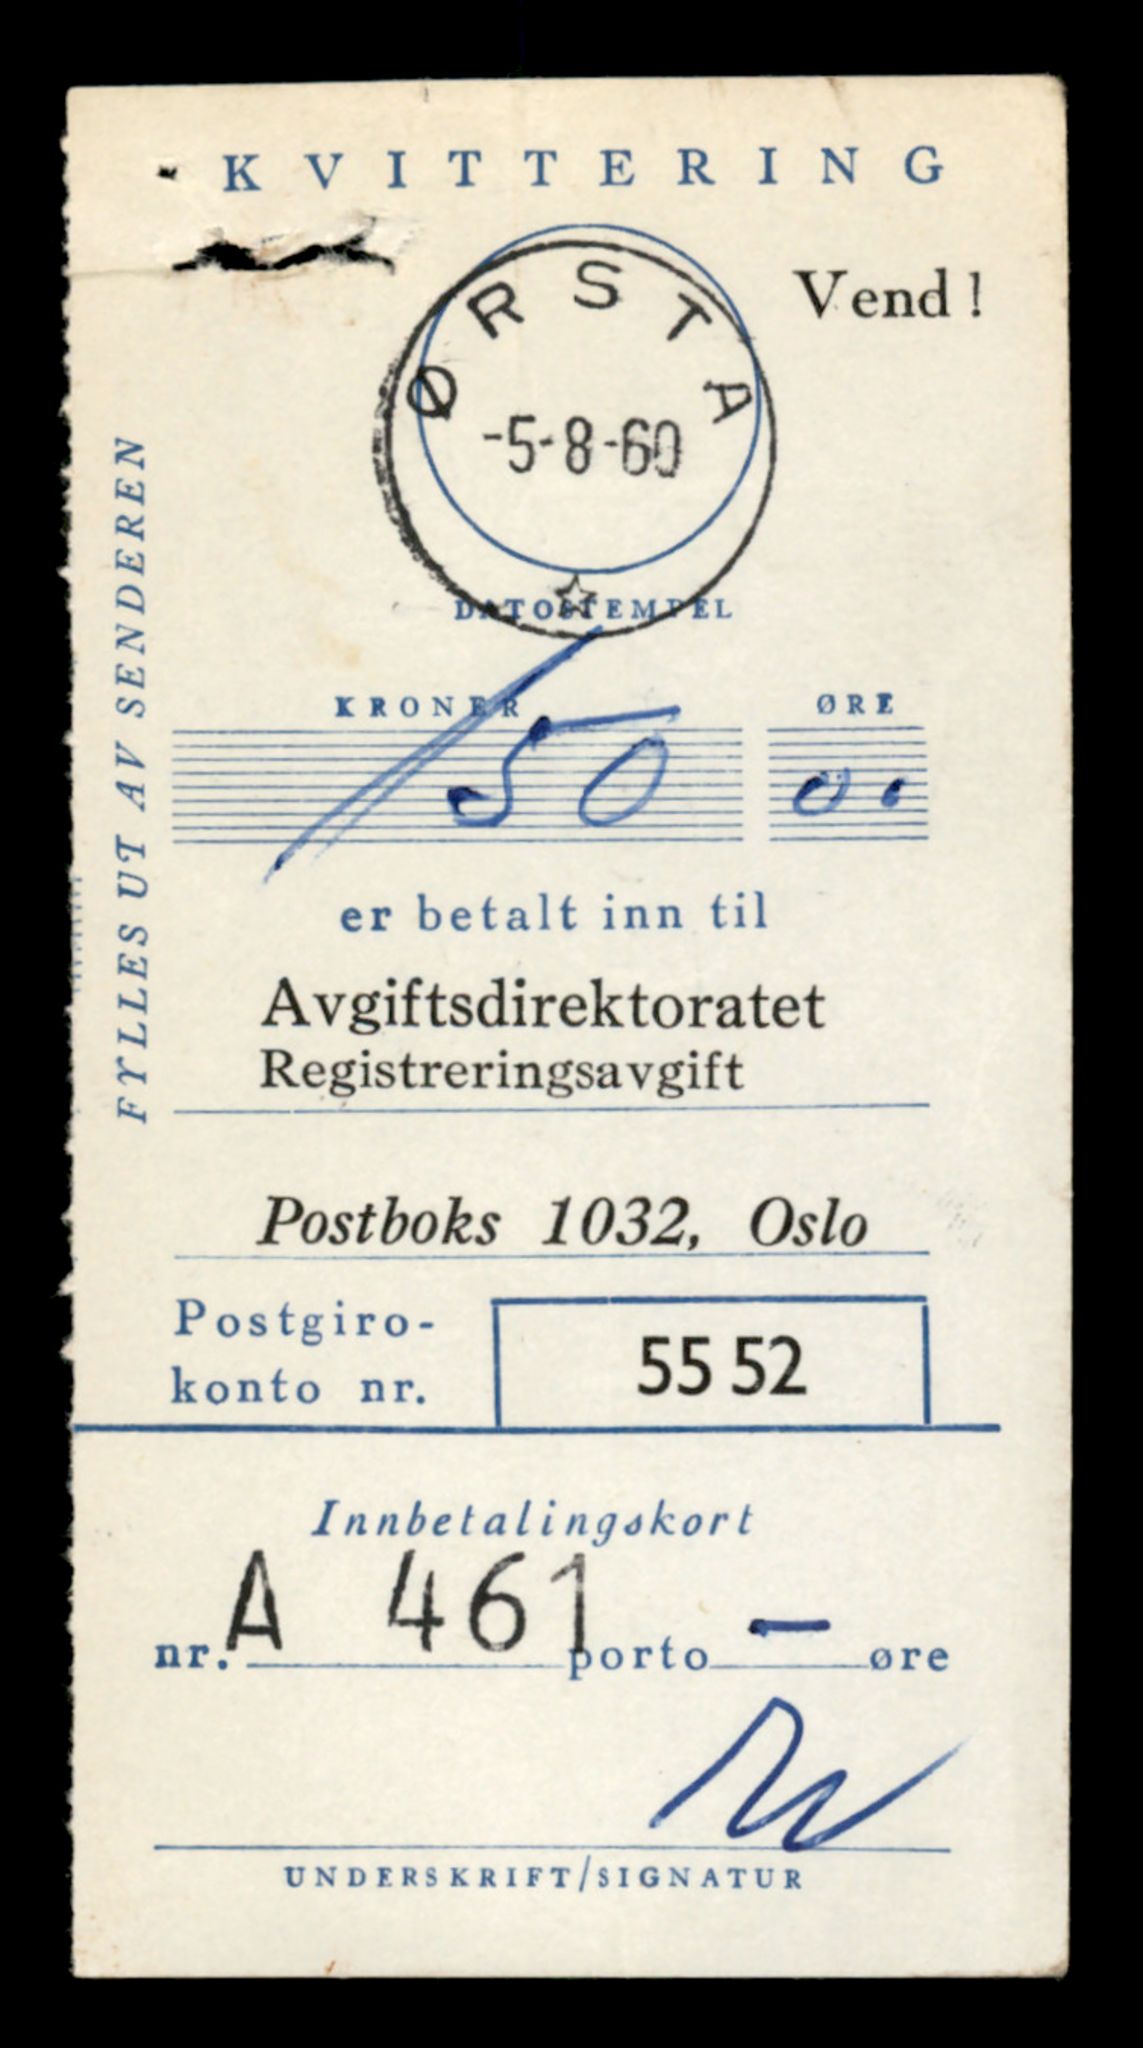 KVITTERING
Vend!
ØRSTA
-5-8-60
DATOSTEMPEL
FYLLES UT AV SENDEREN
KRONER ØRE
50 0.
er betalt inn til
Avgiftsdirektoratet
Registreringsavgift
Postboks 1032, Oslo
Postgiro-
konto nr.
55 52
Innbetalingskort
nr. A 461 porto — øre
UNDERSKRIFT/SIGNATUR